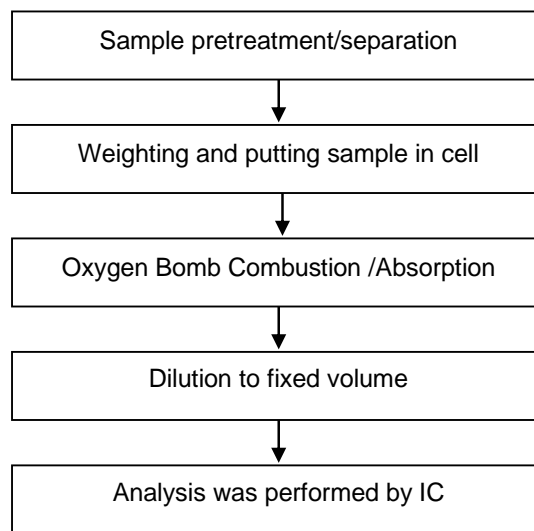 Sample pretreatment/separation
Weighting and putting sample in cell
Oxygen Bomb Combustion /Absorption
Dilution to fixed volume
Analysis was performed by IC